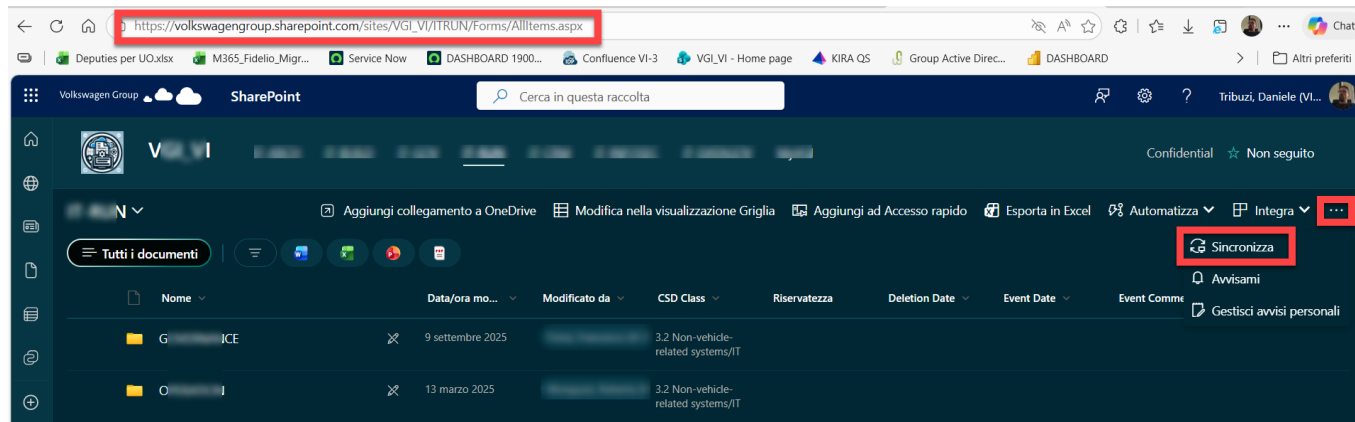 https://volkswagengroup.sharepoint.com/sites/VGI_VI/ITRUN/Forms/AllItems.aspx
Chat
Deputies per UO.xlsx
M365_Fidelio_Migr...
Service Now
DASHBOARD 1900...
Confluence VI-3
VGI_VI - Home page
KIRA QS
Group Active Direc...
DASHBOARD
Altri preferiti
Volkswagen Group
SharePoint
Cerca in questa raccolta
Tribuzi, Daniele (VI...
Confidential
Non seguito
Aggiungi collegamento a OneDrive
Modifica nella visualizzazione Griglia
Aggiungi ad Accesso rapido
Esporta in Excel
Automatizza
Integra
...
Tutti i documenti
Sincronizza
Avvisami
Gestisci avvisi personali
Nome
Data/ora mo...
Modificato da
CSD Class
Riservatezza
Deletion Date
Event Date
Event Comme
9 settembre 2025
3.2 Non-vehicle-
related systems/IT
13 marzo 2025
3.2 Non-vehicle-
related systems/IT